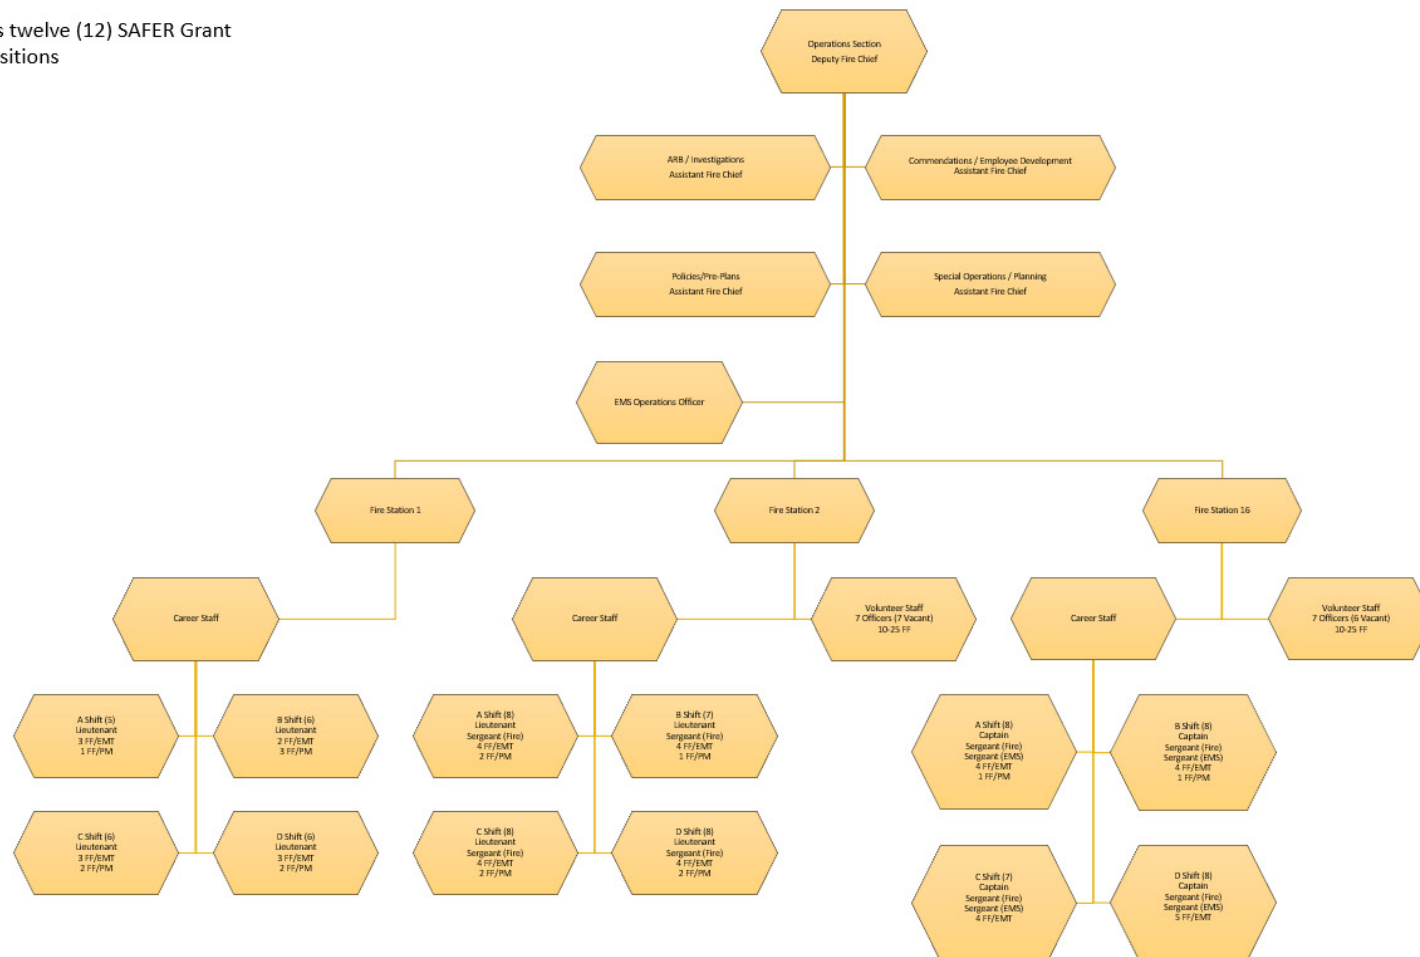 s twelve (12) SAFER Grant
sitions
Operations Section
Deputy Fire Chief
ARB / Investigations
Assistant Fire Chief
Commendations / Employee Development
Assistant Fire Chief
Policies/Pre-Plans
Assistant Fire Chief
Special Operations / Planning
Assistant Fire Chief
EMS Operations Officer
Fire Station 1
Fire Station 2
Fire Station 16
Career Staff
Career Staff
Volunteer Staff
7 Officers (7 Vacant)
10-25 FF
Career Staff
Volunteer Staff
7 Officers (6 Vacant)
10-25 FF
A Shift (5)
Lieutenant
3 FF/EMT
1 FF/PM
B Shift (6)
Lieutenant
2 FF/EMT
3 FF/PM
C Shift (6)
Lieutenant
3 FF/EMT
2 FF/PM
D Shift (6)
Lieutenant
3 FF/EMT
2 FF/PM
A Shift (8)
Lieutenant
Sergeant (Fire)
4 FF/EMT
2 FF/PM
B Shift (7)
Lieutenant
Sergeant (Fire)
4 FF/EMT
1 FF/PM
C Shift (8)
Lieutenant
Sergeant (Fire)
4 FF/EMT
2 FF/PM
D Shift (8)
Lieutenant
Sergeant (Fire)
4 FF/EMT
2 FF/PM
A Shift (8)
Captain
Sergeant (Fire)
Sergeant (EMS)
4 FF/EMT
1 FF/PM
B Shift (8)
Captain
Sergeant (Fire)
Sergeant (EMS)
4 FF/EMT
1 FF/PM
C Shift (7)
Captain
Sergeant (Fire)
Sergeant (EMS)
4 FF/EMT
D Shift (8)
Captain
Sergeant (Fire)
Sergeant (EMS)
5 FF/EMT